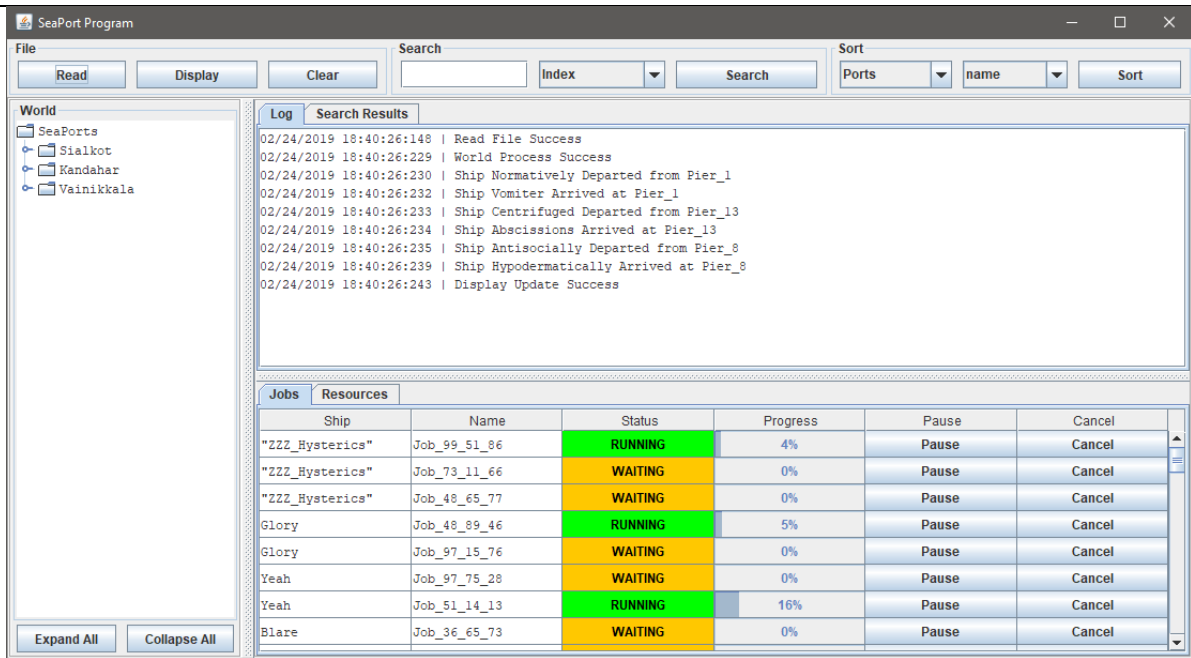 SeaPort Program
File
Search
Sort
Read Display Clear Index Search Ports name Sort
World
SeaPorts
Sialkot
Kandahar
Vainikkala
Expand All Collapse All
Log Search Results
02/24/2019 18:40:26:148 | Read File Success
02/24/2019 18:40:26:229 | World Process Success
02/24/2019 18:40:26:230 | Ship Normatively Departed from Pier_1
02/24/2019 18:40:26:232 | Ship Vomiter Arrived at Pier_1
02/24/2019 18:40:26:233 | Ship Centrifuged Departed from Pier_13
02/24/2019 18:40:26:234 | Ship Abscissions Arrived at Pier_13
02/24/2019 18:40:26:235 | Ship Antisocially Departed from Pier_8
02/24/2019 18:40:26:239 | Ship Hypodermatically Arrived at Pier_8
02/24/2019 18:40:26:243 | Display Update Success
Jobs Resources
Ship Name Status Progress Pause Cancel
"ZZZ_Hysterics" Job_99_51_86 RUNNING 4% Pause Cancel
"ZZZ_Hysterics" Job_73_11_66 WAITING 0% Pause Cancel
"ZZZ_Hysterics" Job_48_65_77 WAITING 0% Pause Cancel
Glory Job_48_89_46 RUNNING 5% Pause Cancel
Glory Job_97_15_76 WAITING 0% Pause Cancel
Yeah Job_97_75_28 WAITING 0% Pause Cancel
Yeah Job_51_14_13 RUNNING 16% Pause Cancel
Blare Job_36_65_73 WAITING 0% Pause Cancel